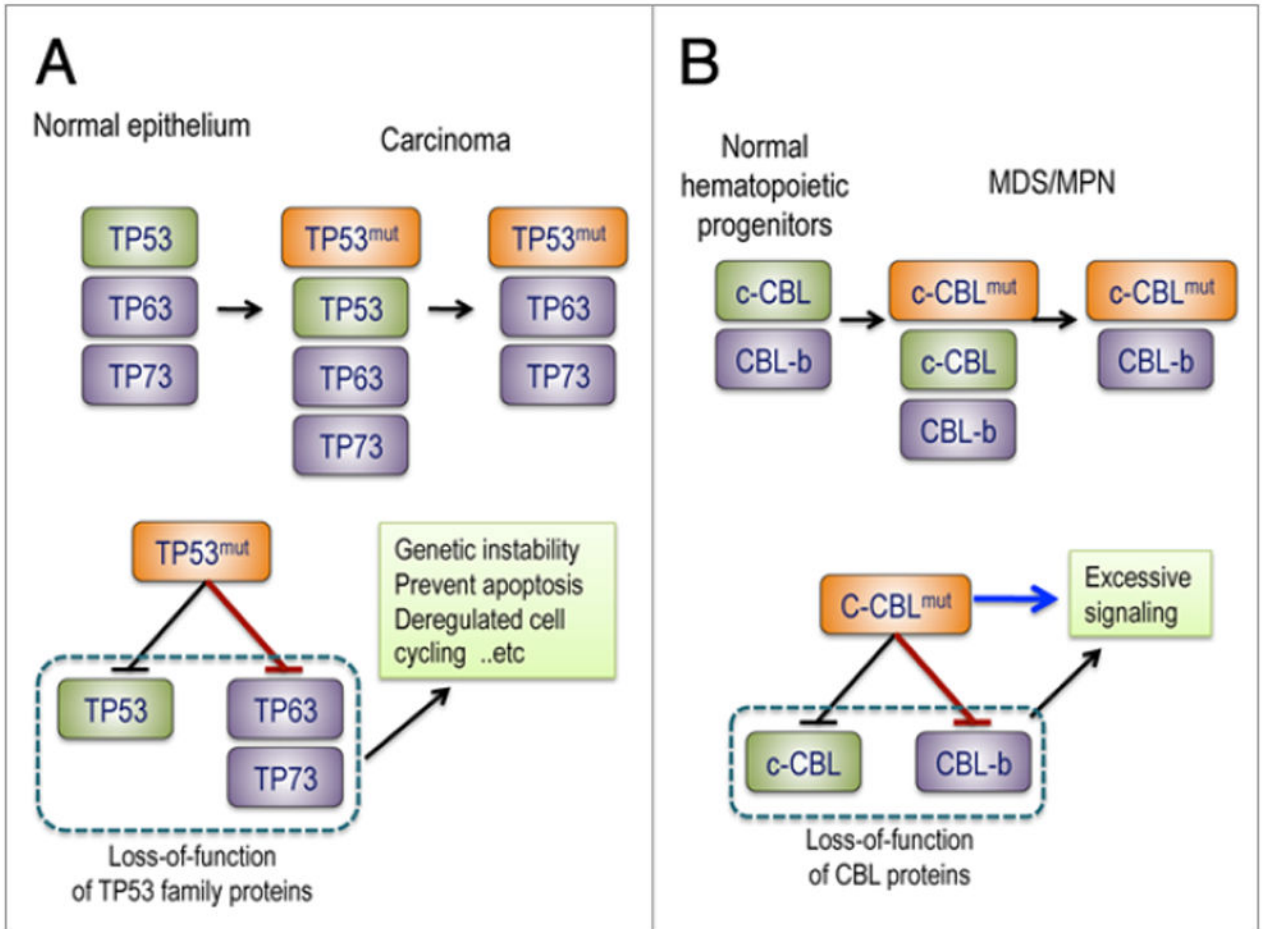 A
Normal epithelium
Carcinoma
TP53
TP63
TP73
TP53mut
TP53
TP63
TP73
TP53mut
TP63
TP73
TP53mut
TP53
TP63
TP73
Genetic instability
Prevent apoptosis
Deregulated cell
cycling ..etc
Loss-of-function
of TP53 family proteins
B
Normal
hematopoietic
progenitors
MDS/MPN
c-CBL
CBL-b
c-CBLmut
c-CBL
CBL-b
c-CBLmut
CBL-b
C-CBLmut
Excessive
signaling
c-CBL
CBL-b
Loss-of-function
of CBL proteins